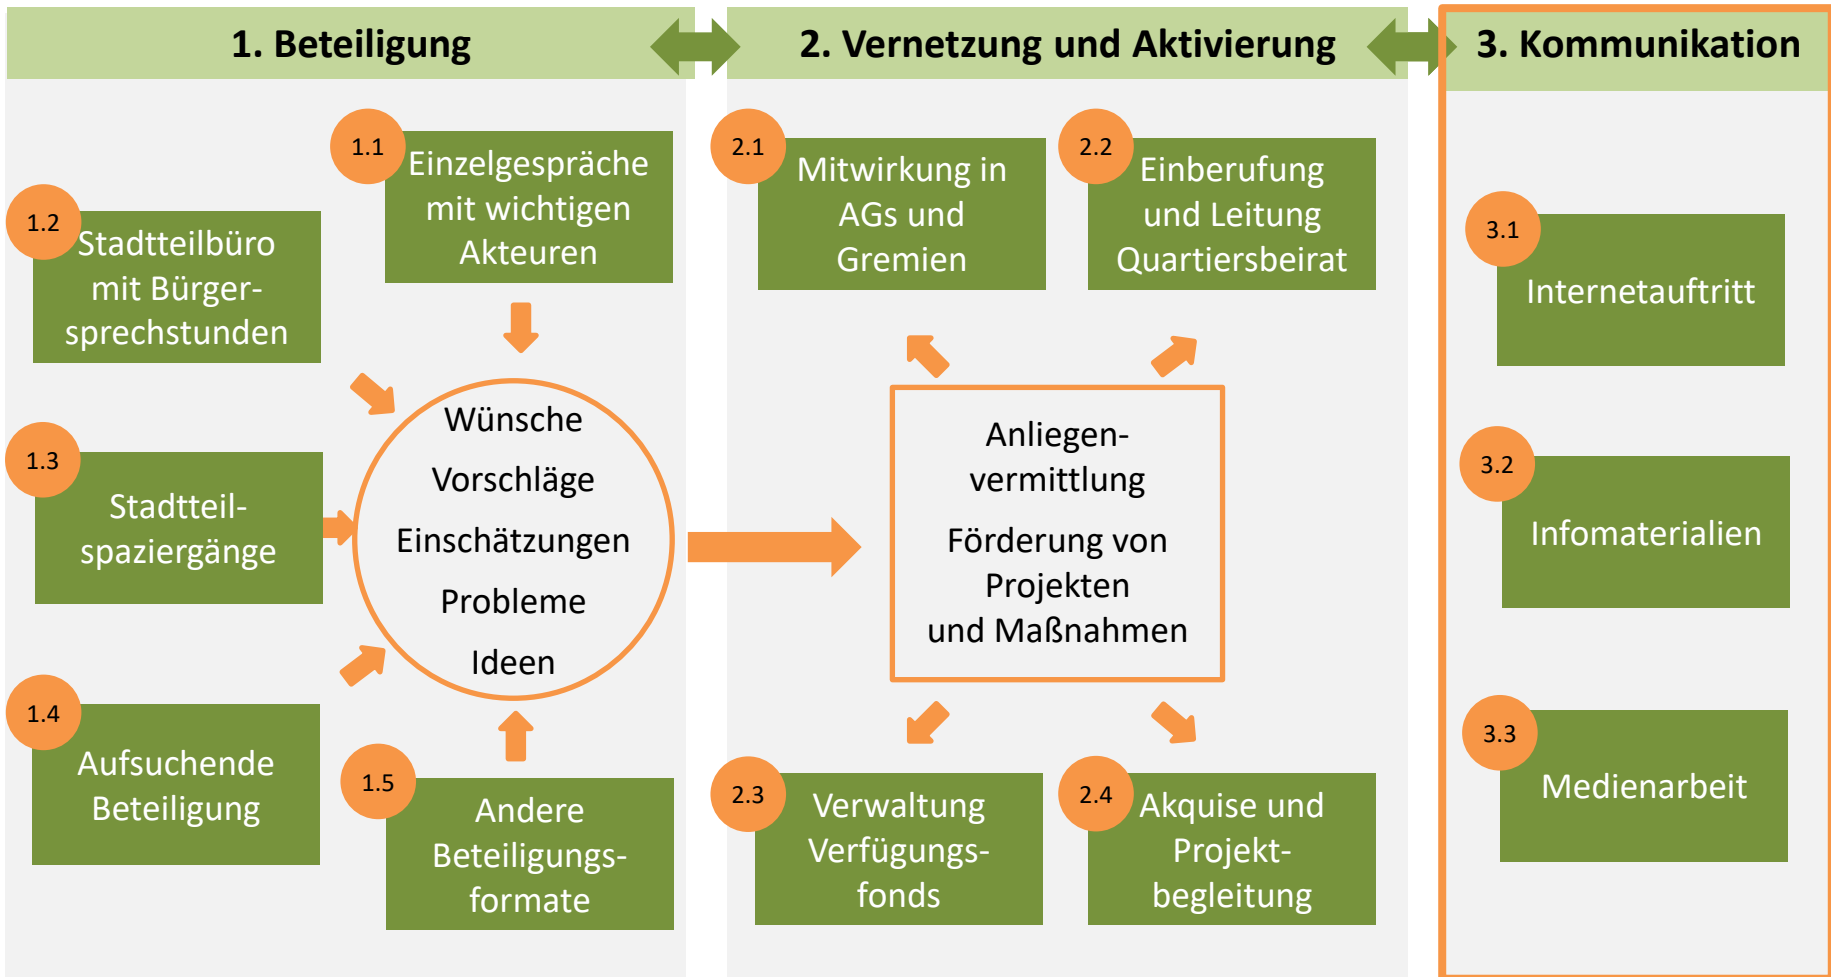 1. Beteiligung
1.1
Einzelgespräche
mit wichtigen
Akteuren
1.2
Stadtteilbüro
mit Bürger-
sprechstunden
1.3
Stadtteil-
spaziergänge
1.4
Aufsuchende
Beteiligung
1.5
Andere
Beteiligungs-
formate
Wünsche
Vorschläge
Einschätzungen
Probleme
Ideen
2. Vernetzung und Aktivierung
2.1
Mitwirkung in
AGs und
Gremien
2.2
Einberufung
und Leitung
Quartiersbeirat
Anliegen-
vermittlung
Förderung von
Projekten
und Maßnahmen
2.3
Verwaltung
Verfügungs-
fonds
2.4
Akquise und
Projekt-
begleitung
3. Kommunikation
3.1
Internetauftritt
3.2
Infomaterialien
3.3
Medienarbeit